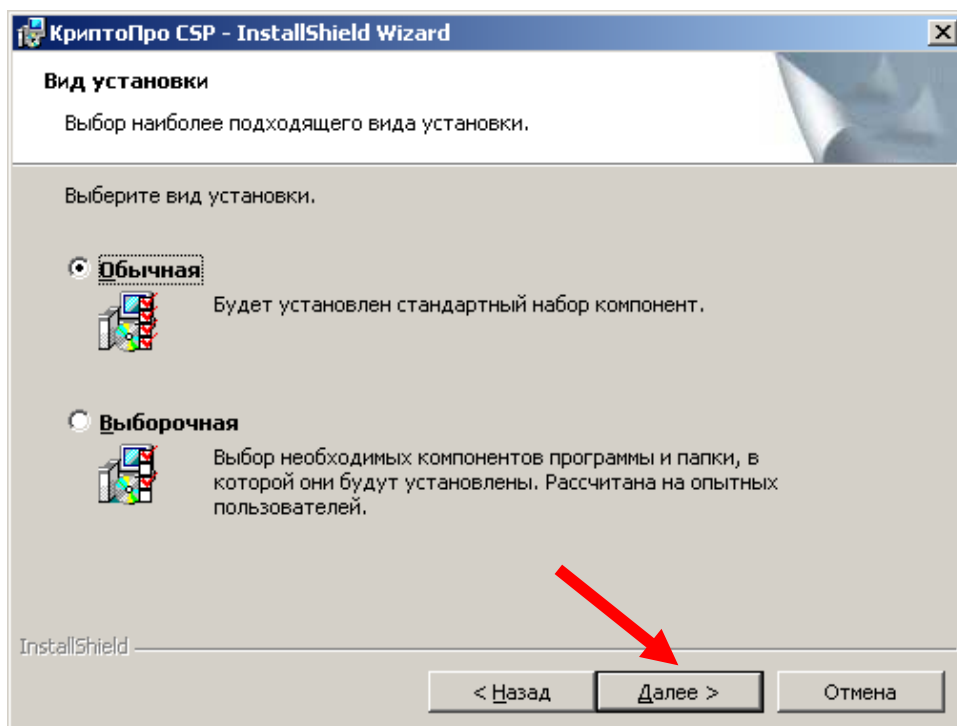 КриптоПро CSP - InstallShield Wizard
Вид установки
Выбор наиболее подходящего вида установки.
Выберите вид установки.
Обычная
Будет установлен стандартный набор компонент.
Выборочная
Выбор необходимых компонентов программы и папки, в
которой они будут установлены. Рассчитана на опытных
пользователей.
InstallShield
< Назад
Далее >
Отмена